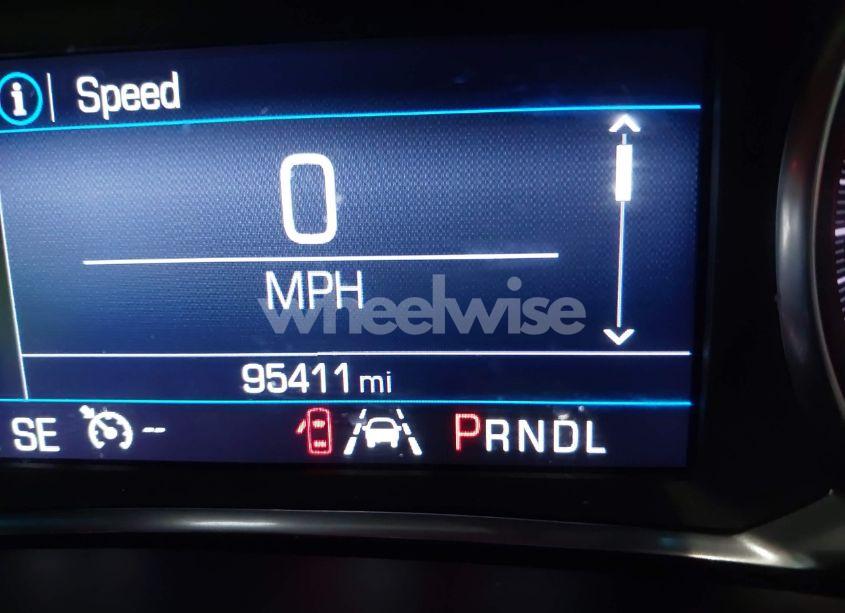 i Speed
0
MPH
wheelwise
95411 mi
SE -- PRNDL